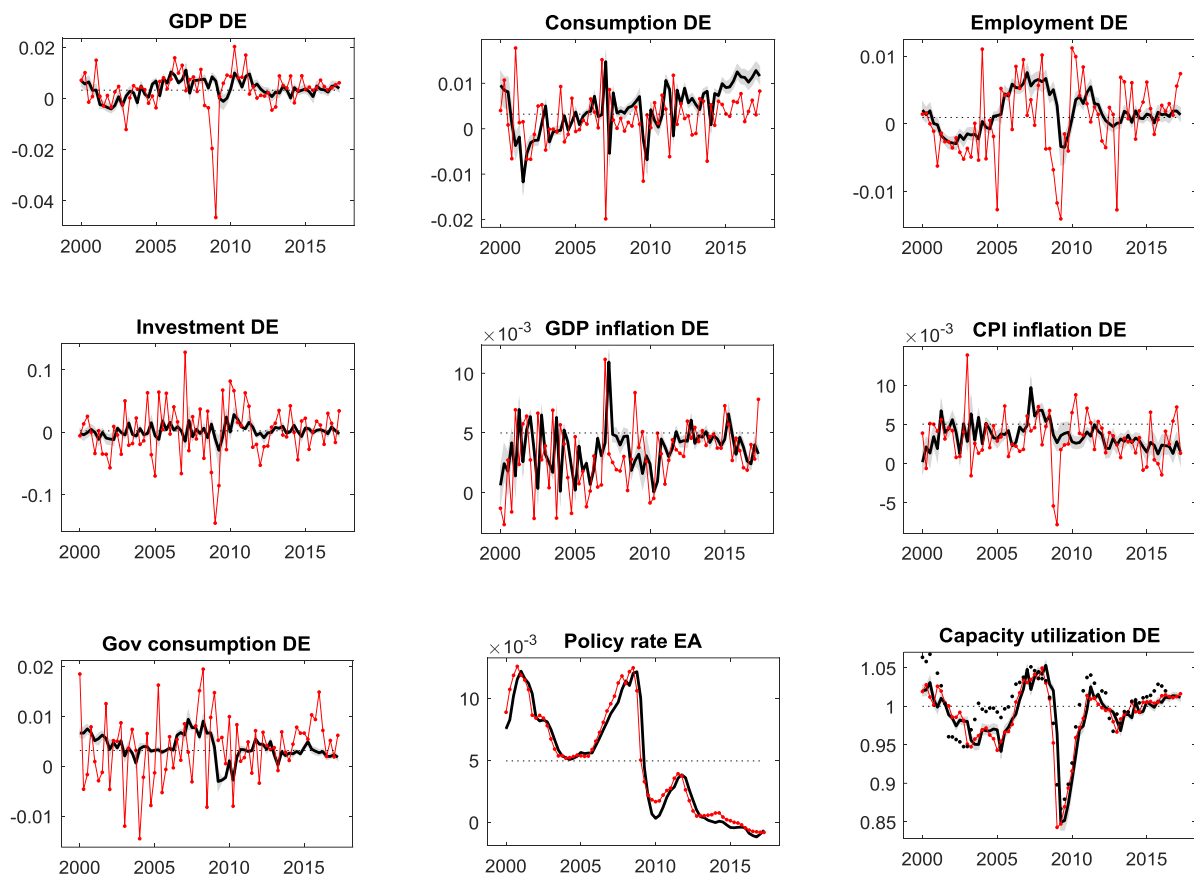 GDP DE
0.02
0
-0.02
-0.04
2000 2005 2010 2015
Consumption DE
0.01
0
-0.01
-0.02
2000 2005 2010 2015
Employment DE
0.01
0
-0.01
2000 2005 2010 2015
Investment DE
0.1
0
-0.1
2000 2005 2010 2015
× 10-3
GDP inflation DE
10
5
0
2000 2005 2010 2015
× 10-3
CPI inflation DE
10
5
0
-5
2000 2005 2010 2015
Gov consumption DE
0.02
0.01
0
-0.01
2000 2005 2010 2015
× 10-3
Policy rate EA
10
5
0
2000 2005 2010 2015
Capacity utilization DE
1.05
1
0.95
0.9
0.85
2000 2005 2010 2015